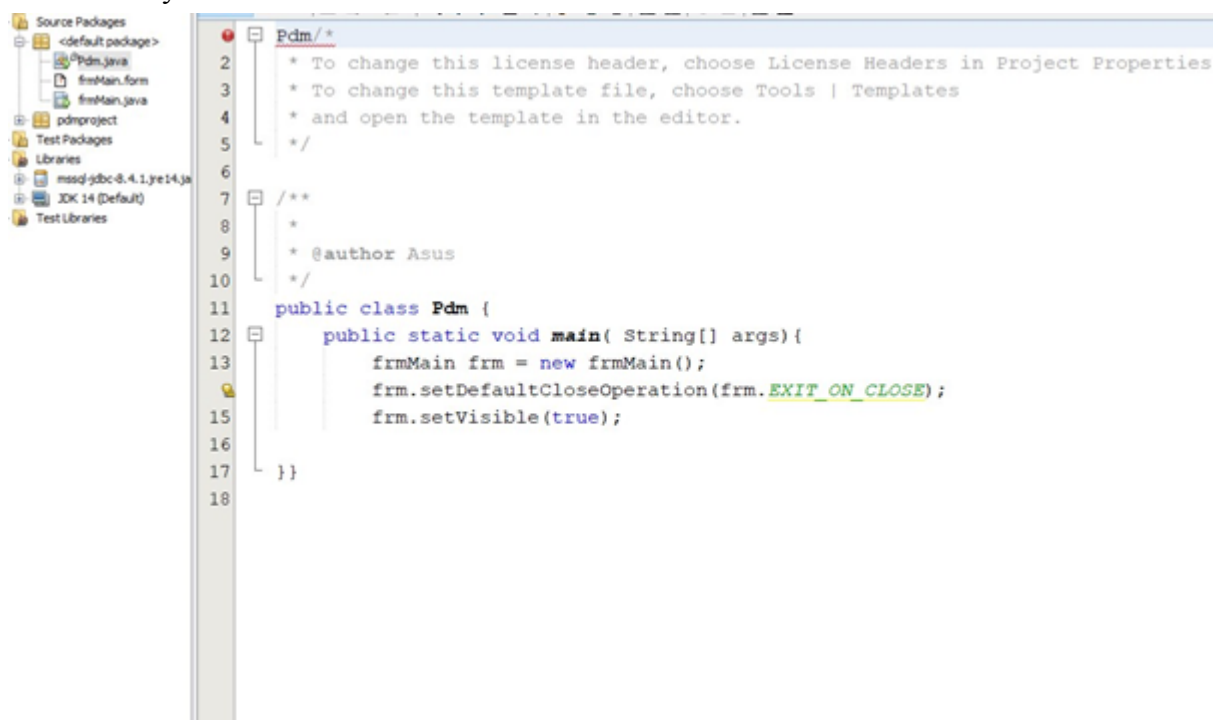 Source Packages
<default package>
Pdm.java
frmMain.form
frmMain.java
pdmproject
Test Packages
Libraries
mssql-jdbc-8.4.1.jre14.ja
JDK 14 (Default)
Test Libraries
Pdm/*
2 * To change this license header, choose License Headers in Project Properties
3 * To change this template file, choose Tools | Templates
4 * and open the template in the editor.
5 */
6
7 /**
8 *
9 * @author Asus
10 */
11 public class Pdm {
12 public static void main( String[] args){
13 frmMain frm = new frmMain();
frm.setDefaultCloseOperation(frm.EXIT_ON_CLOSE);
15 frm.setVisible(true);
16
17 }}
18